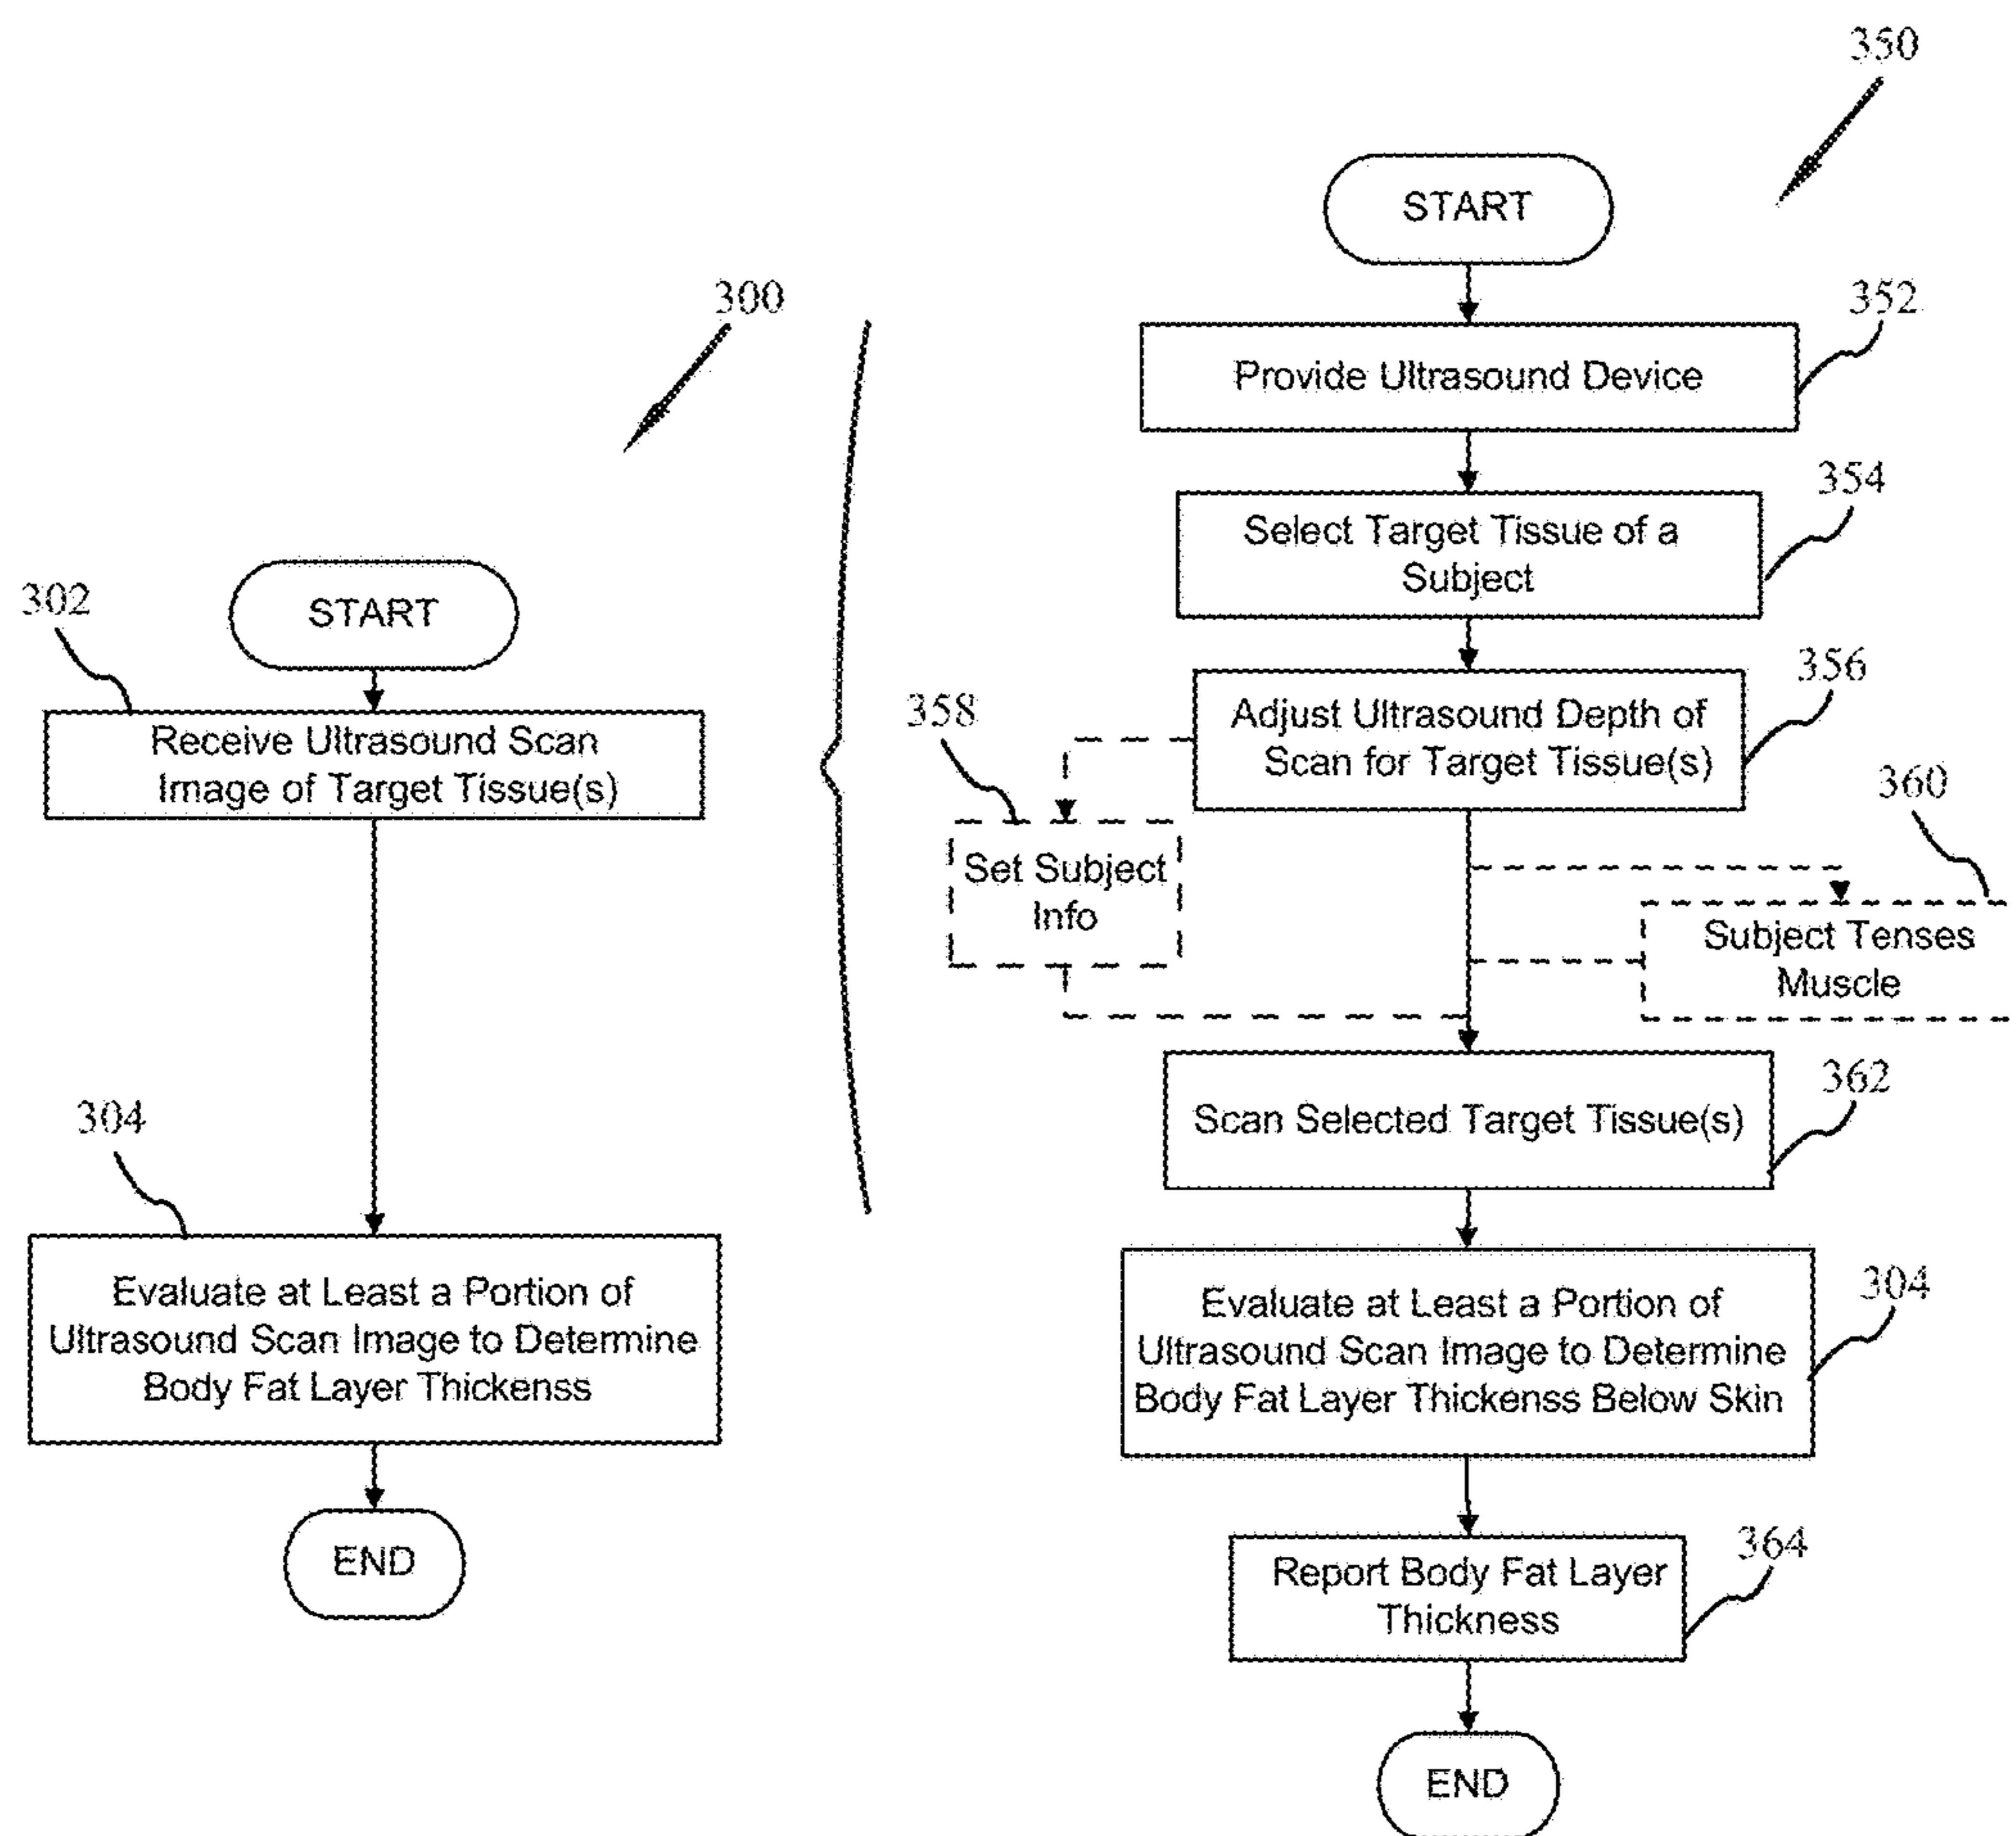 300
START
302
Receive Ultrasound Scan
Image of Target Tissue(s)
304
Evaluate at Least a Portion of
Ultrasound Scan Image to Determine
Body Fat Layer Thickenss
END
350
START
352
Provide Ultrasound Device
354
Select Target Tissue of a
Subject
356
Adjust Ultrasound Depth of
Scan for Target Tissue(s)
358
Set Subject
Info
360
Subject Tenses
Muscle
362
Scan Selected Target Tissue(s)
304
Evaluate at Least a Portion of
Ultrasound Scan Image to Determine
Body Fat Layer Thickenss Below Skin
364
Report Body Fat Layer
Thickness
END